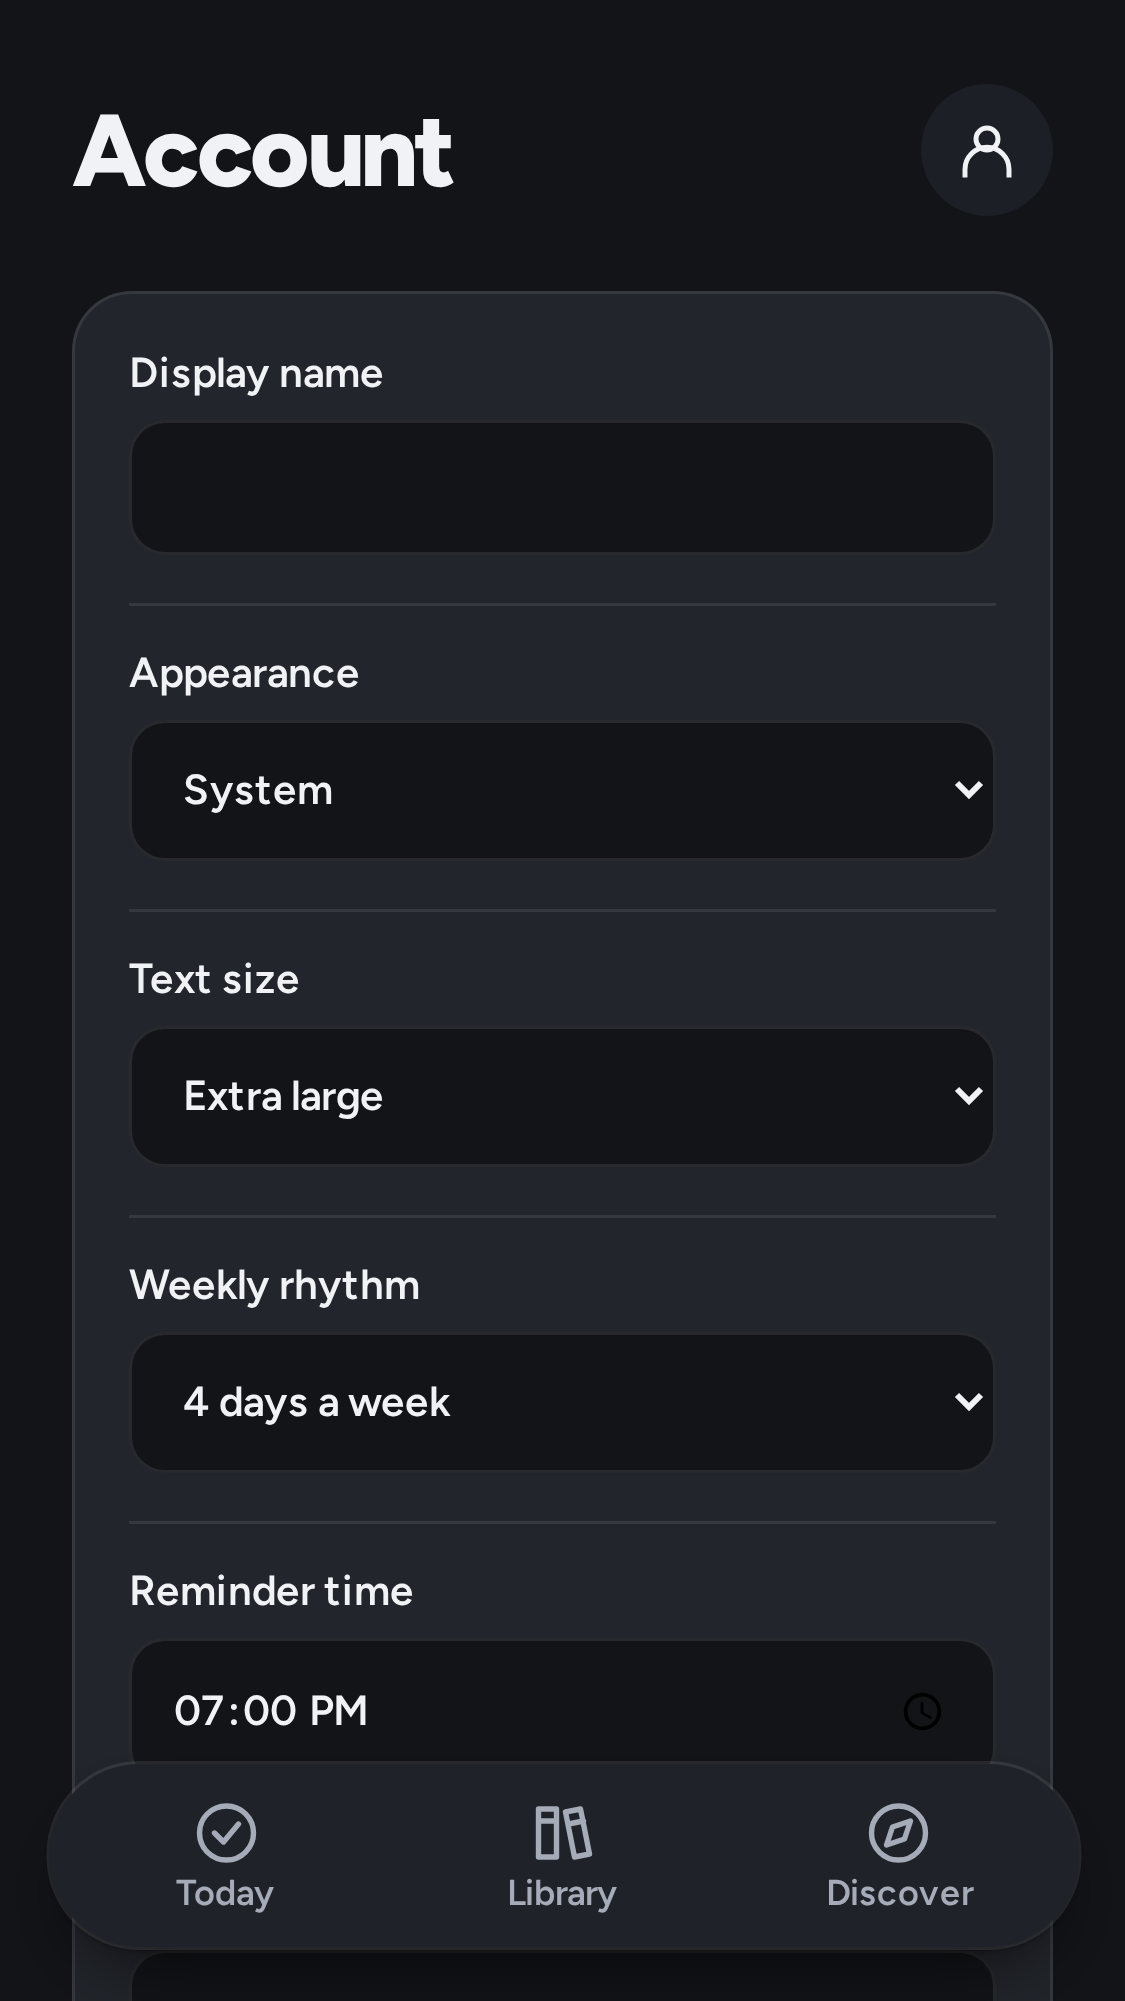 Account
Display name
Appearance
System
Text size
Extra large
Weekly rhythm
4 days a week
Reminder time
07:00 PM
Today
Library
Discover